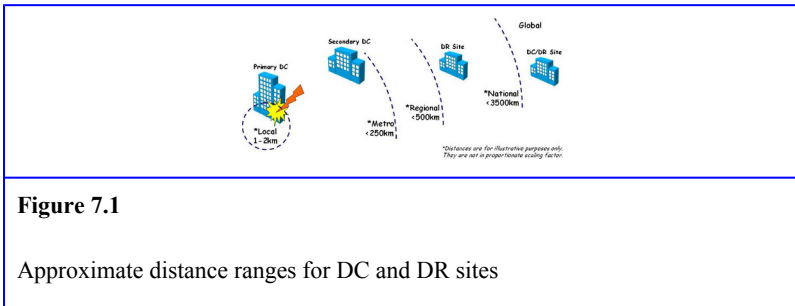 Global
Secondary DC
DR Site
DC/DR Site
Primary DC
*National
<3500km
*Regional
<500km
*Metro
<250km
*Local
1-2km
*Distances are for illustrative purposes only.
They are not in proportionate scaling factor.
Figure 7.1
Approximate distance ranges for DC and DR sites